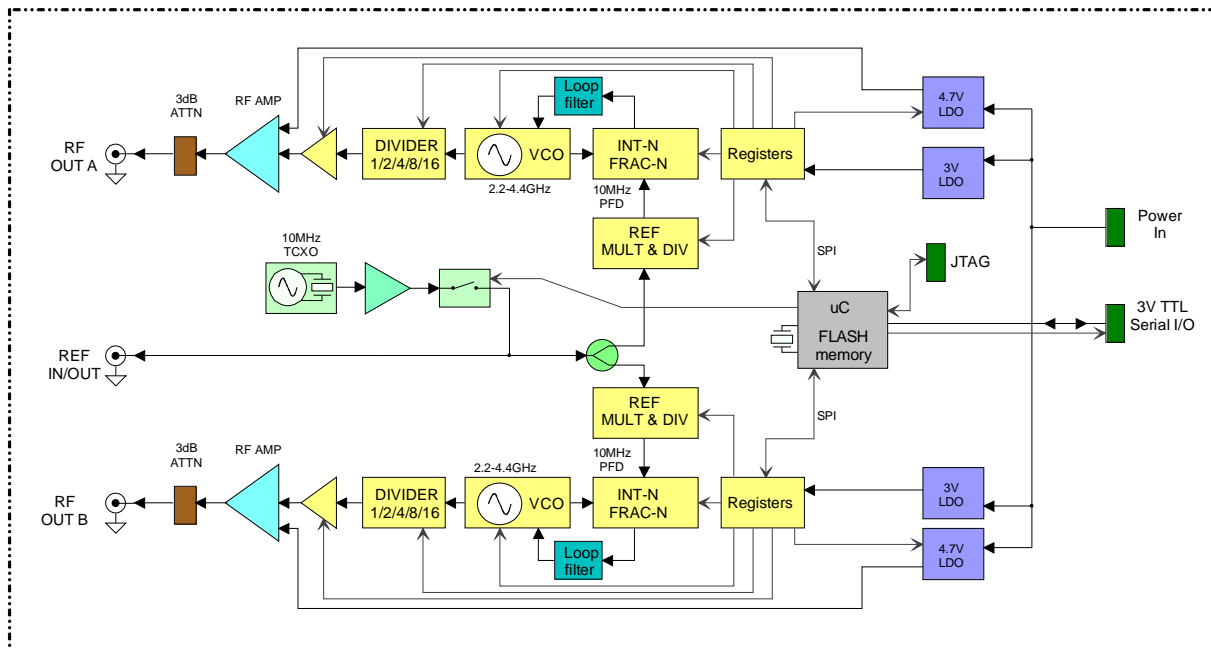 3dB
ATTN
RF AMP
RF
OUT A
DIVIDER
1/2/4/8/16
VCO
2.2-4.4GHz
Loop
filter
INT-N
FRAC-N
10MHz
PFD
REF
MULT & DIV
Registers
4.7V
LDO
3V
LDO
Power
In
SPI
JTAG
10MHz
TCXO
uC
FLASH
memory
3V TTL
Serial I/O
REF
IN/OUT
REF
MULT & DIV
SPI
3dB
ATTN
RF AMP
RF
OUT B
DIVIDER
1/2/4/8/16
2.2-4.4GHz
VCO
10MHz
PFD
INT-N
FRAC-N
Loop
filter
Registers
3V
LDO
4.7V
LDO